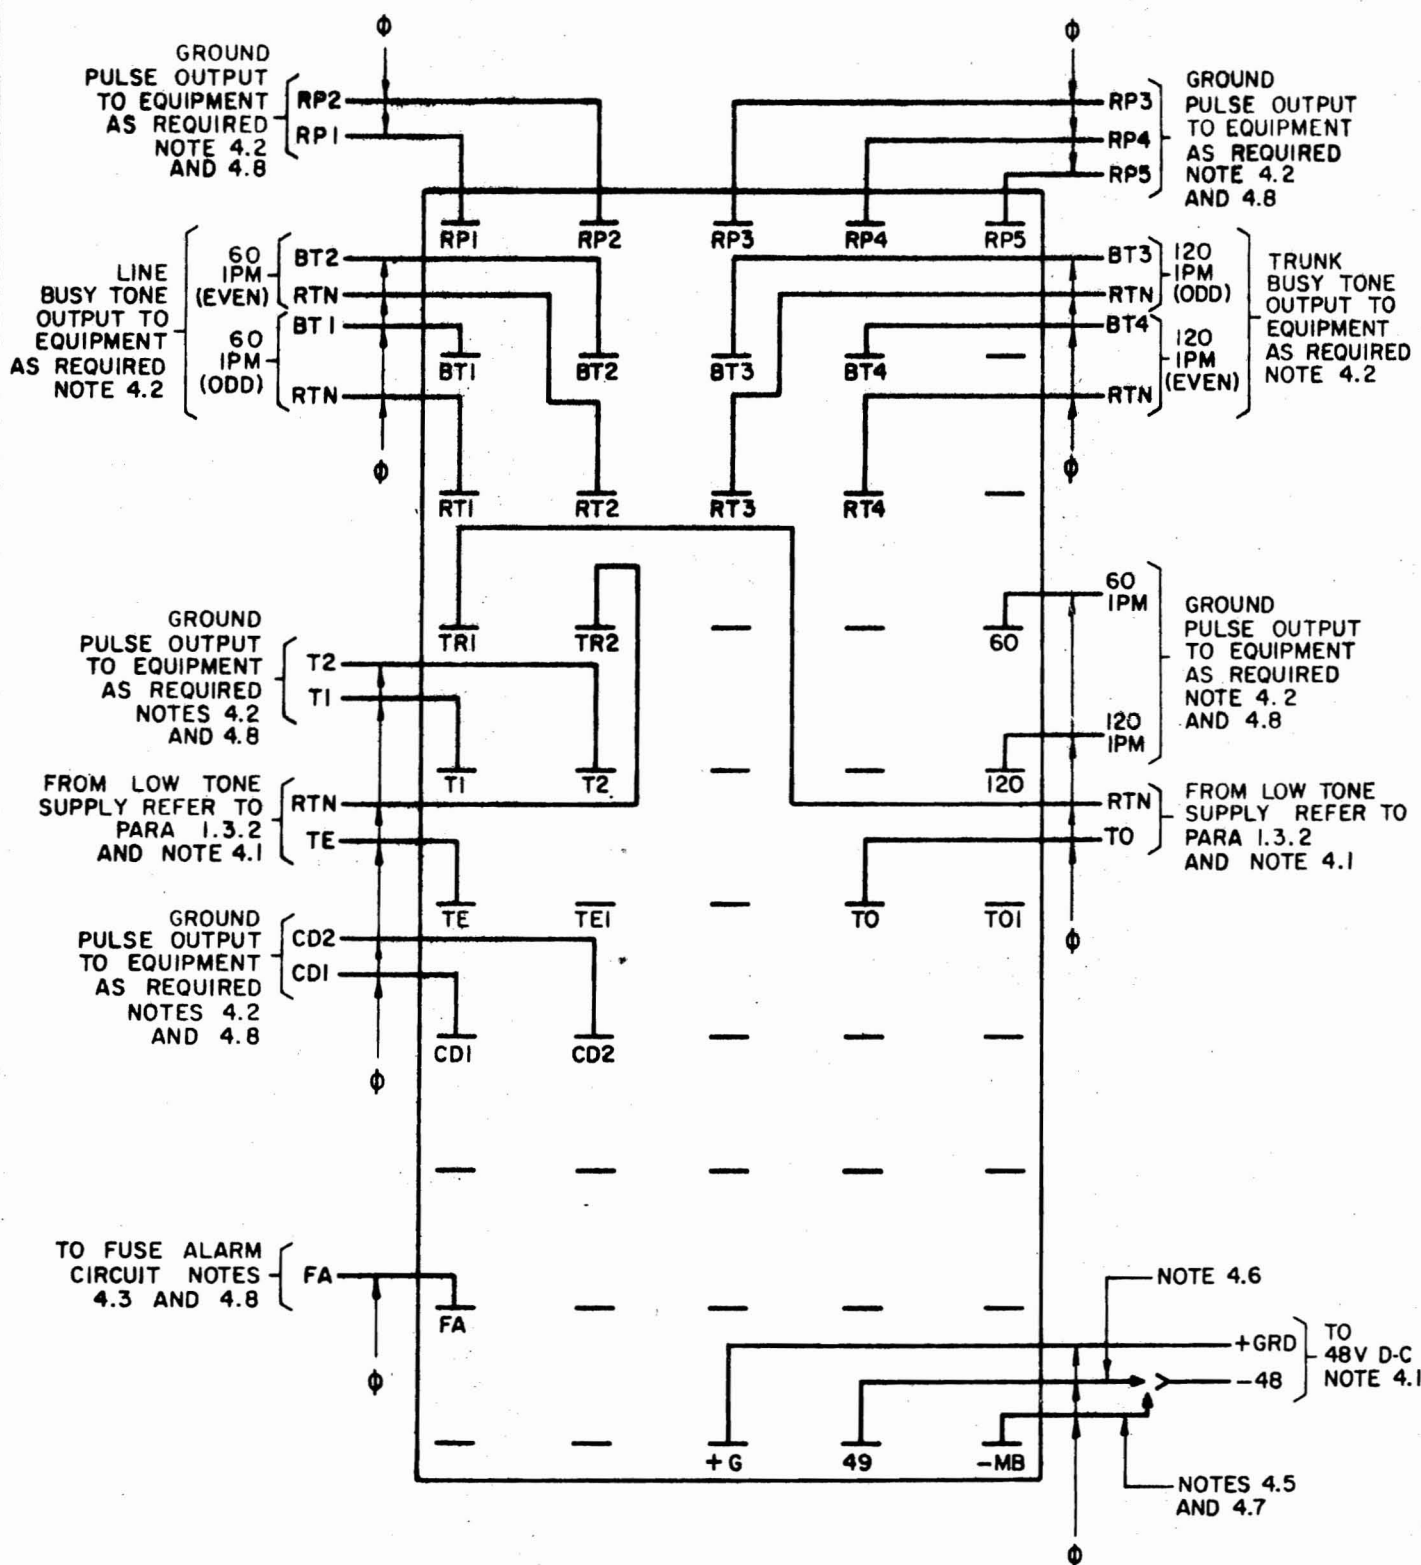 Φ
Φ
GROUND
PULSE OUTPUT
TO EQUIPMENT
AS REQUIRED
NOTE 4.2
AND 4.8
RP2
RP1
RP3
RP4
RP5
GROUND
PULSE OUTPUT
TO EQUIPMENT
AS REQUIRED
NOTE 4.2
AND 4.8
RP1 RP2 RP3 RP4 RP5
LINE
BUSY TONE
OUTPUT TO
EQUIPMENT
AS REQUIRED
NOTE 4.2
60
IPM
(EVEN)
60
IPM
(ODD)
BT2
RTN
BT1
RTN
Φ
BT3
RTN
BT4
RTN
Φ
120
IPM
(ODD)
120
IPM
(EVEN)
TRUNK
BUSY TONE
OUTPUT TO
EQUIPMENT
AS REQUIRED
NOTE 4.2
BT1 BT2 BT3 BT4
RT1 RT2 RT3 RT4
TR1 TR2 60
GROUND
PULSE OUTPUT
TO EQUIPMENT
AS REQUIRED
NOTES 4.2
AND 4.8
T2
T1
60
IPM
120
IPM
GROUND
PULSE OUTPUT
TO EQUIPMENT
AS REQUIRED
NOTE 4.2
AND 4.8
T1 T2 120
FROM LOW TONE
SUPPLY REFER TO
PARA 1.3.2
AND NOTE 4.1
RTN
TE
RTN
TO
FROM LOW TONE
SUPPLY REFER TO
PARA 1.3.2
AND NOTE 4.1
TE TE1 TO TO1
Φ
GROUND
PULSE OUTPUT
TO EQUIPMENT
AS REQUIRED
NOTES 4.2
AND 4.8
CD2
CD1
CD1 CD2
Φ
TO FUSE ALARM
CIRCUIT NOTES
4.3 AND 4.8
FA
FA
Φ
NOTE 4.6
+GRD
-48
TO
48V D-C
NOTE 4.1
+G 49 -MB
NOTES 4.5
AND 4.7
Φ